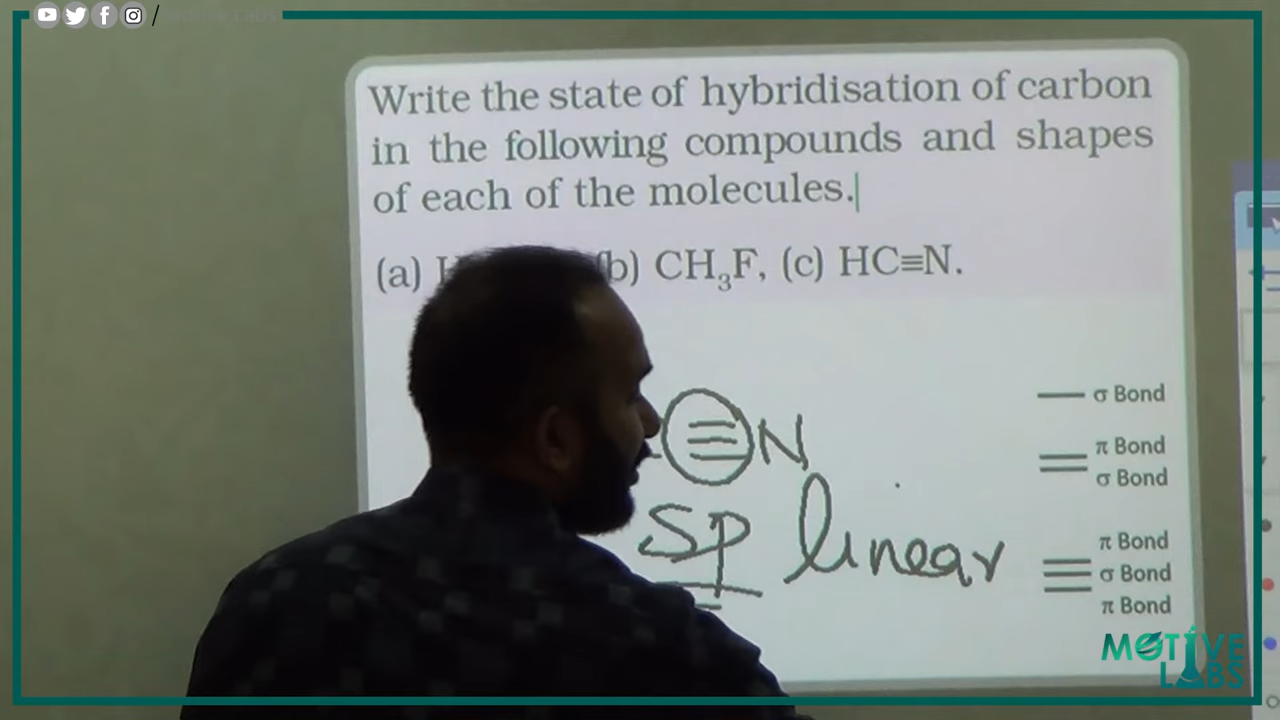 Write the state of hybridisation of carbon
in the following compounds and shapes
of each of the molecules.
(a) H b) CH₃F, (c) HC≡N.
— σ Bond
≡N
π Bond
σ Bond
sp linear
π Bond
σ Bond
π Bond
MOTIVE
LABS